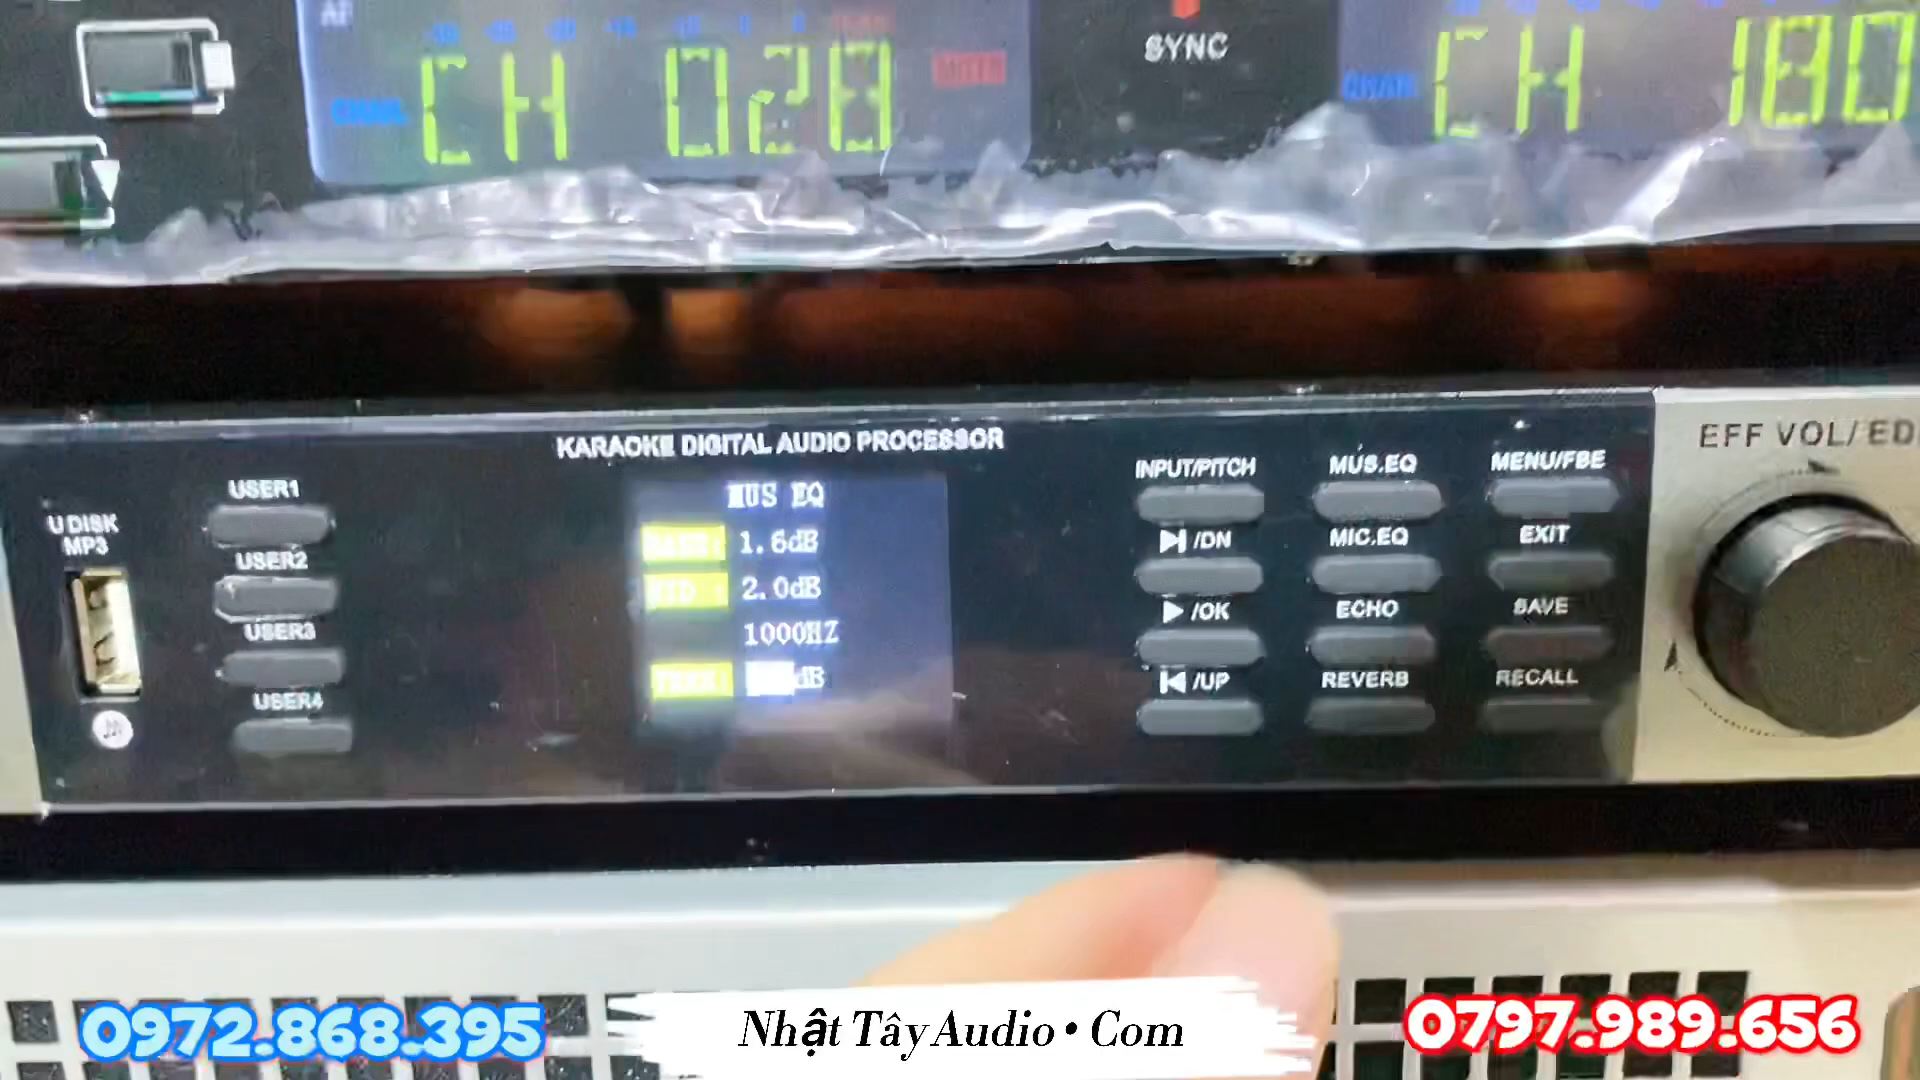 AF
CH 028
SYNC
CH 180
KARAOKE DIGITAL AUDIO PROCESSOR
U DISK
MP3
USER1
USER2
USER3
USER4
MUS EQ
1.6dB
MID : 2.0dB
1000HZ
dB
INPUT/PITCH
MUS.EQ
MENU/FBE
/DN
MIC.EQ
EXIT
/OK
ECHO
SAVE
/UP
REVERB
RECALL
EFF VOL/ED
0972.868.395
Nhật Tây Audio • Com
0797.989.656